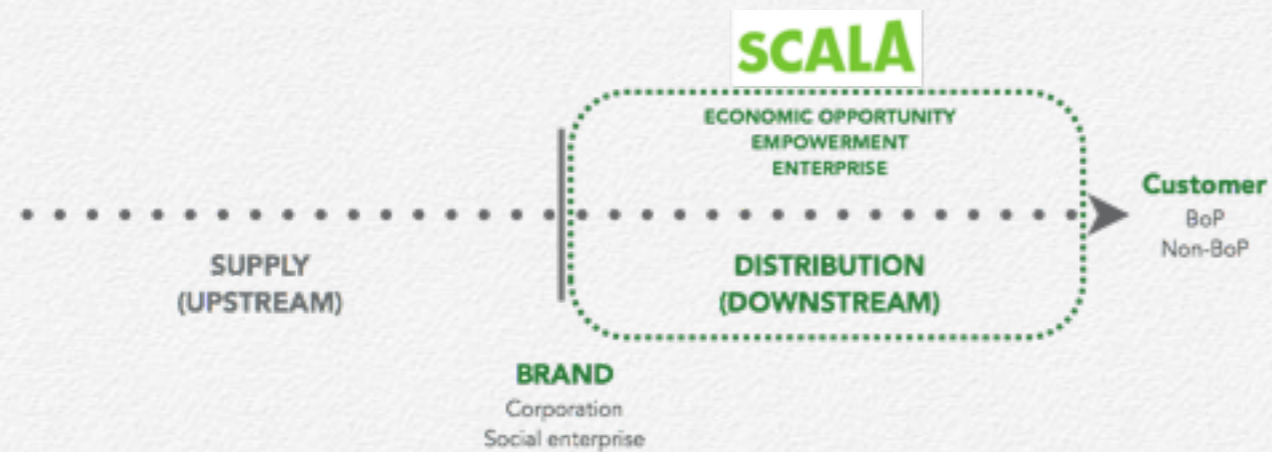 SCALA
ECONOMIC OPPORTUNITY
EMPOWERMENT
ENTERPRISE
Customer
BoP
Non-BoP
SUPPLY
(UPSTREAM)
DISTRIBUTION
(DOWNSTREAM)
BRAND
Corporation
Social enterprise